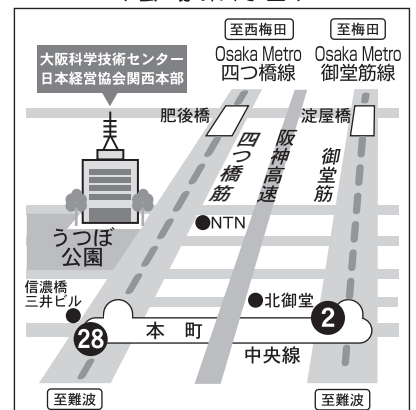 至西梅田
至梅田
Osaka Metro
四つ橋線
Osaka Metro
御堂筋線
大阪科学技術センター
日本経営協会関西本部
肥後橋
淀屋橋
四つ橋筋
阪神高速
御堂筋
NTN
うつぼ
公園
信濃橋
三井ビル
北御堂
28
本町
2
中央線
至難波
至難波